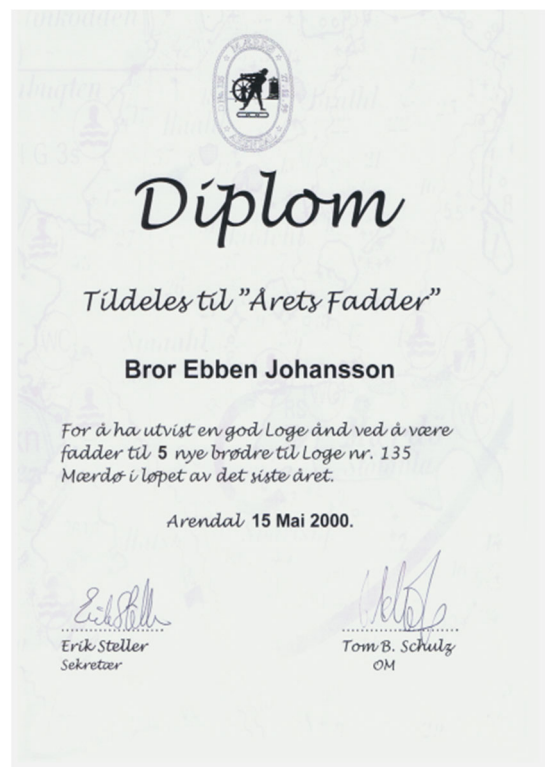 MÆRDØ
ARENDAL
Diplom
Tildeles til "Årets Fadder"
Bror Ebben Johansson
For å ha utvist en god Loge ånd ved å være
fadder til 5 nye brødre til Loge nr. 135
Mærdø i løpet av det siste året.
Arendal 15 Mai 2000.
Erik Steller
Sekretær
Tom B. Schulz
OM